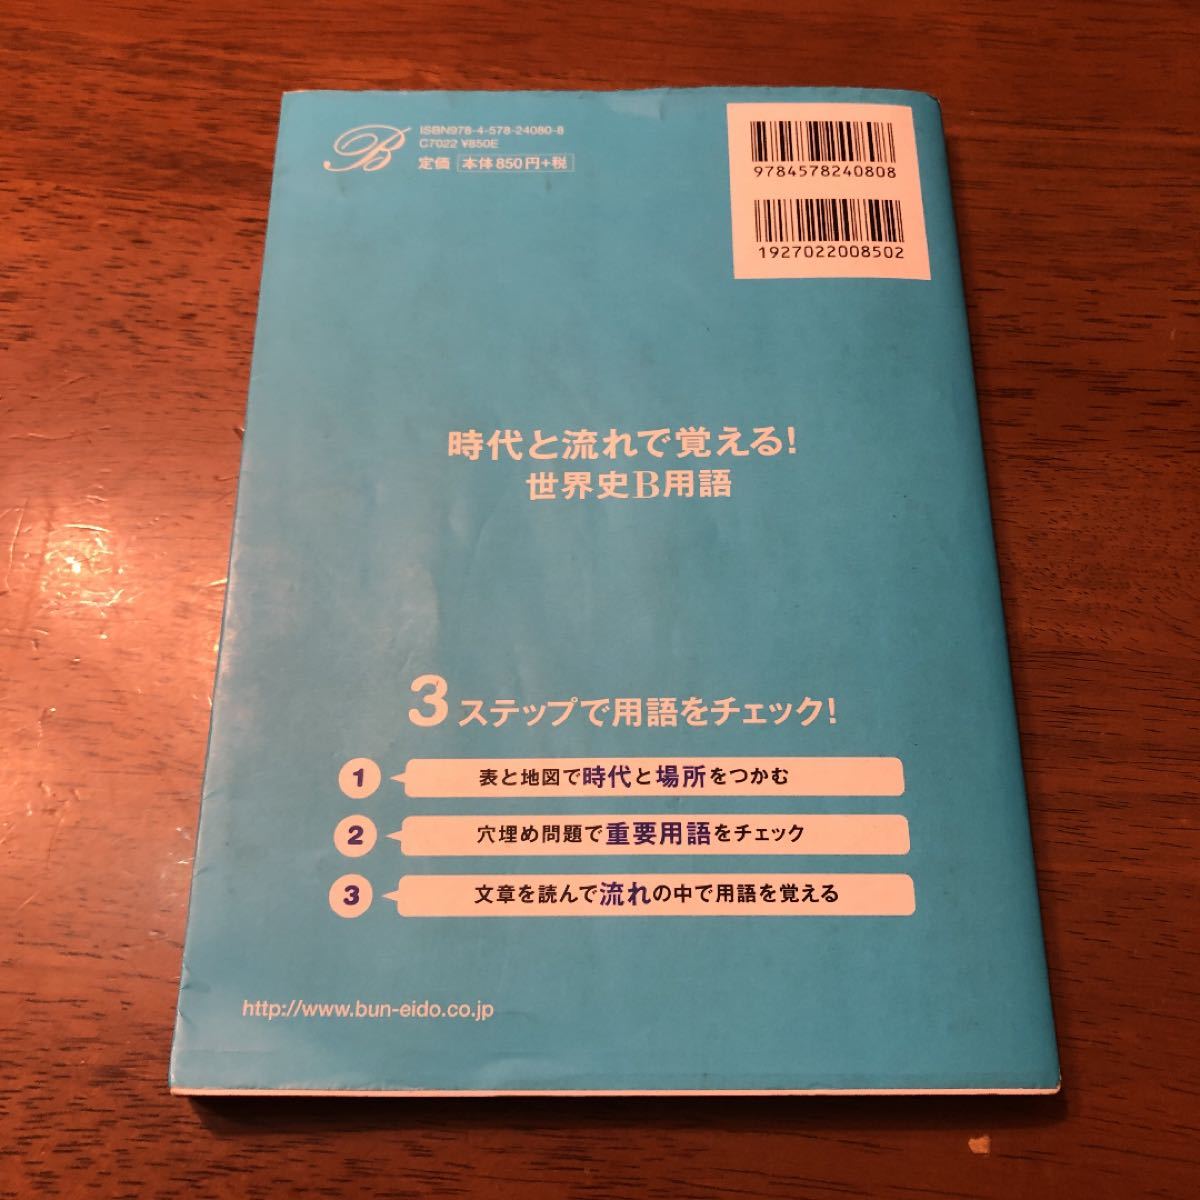 B
ISBN978-4-578-24080-8
C7022 ¥850E
定価 本体850円+税
9784578240808
1927022008502
時代と流れで覚える!
世界史B用語
3ステップで用語をチェック!
1 表と地図で時代と場所をつかむ
2 穴埋め問題で重要用語をチェック
3 文章を読んで流れの中で用語を覚える
http://www.bun-eido.co.jp